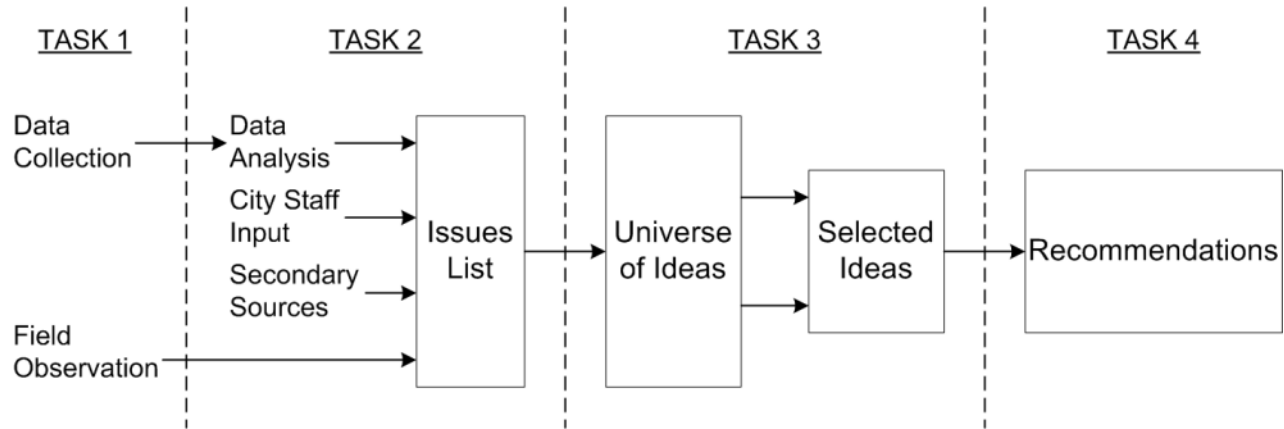 TASK 1
TASK 2
TASK 3
TASK 4
Data
Collection
Data
Analysis
City Staff
Input
Secondary
Sources
Field
Observation
Issues
List
Universe
of Ideas
Selected
Ideas
Recommendations